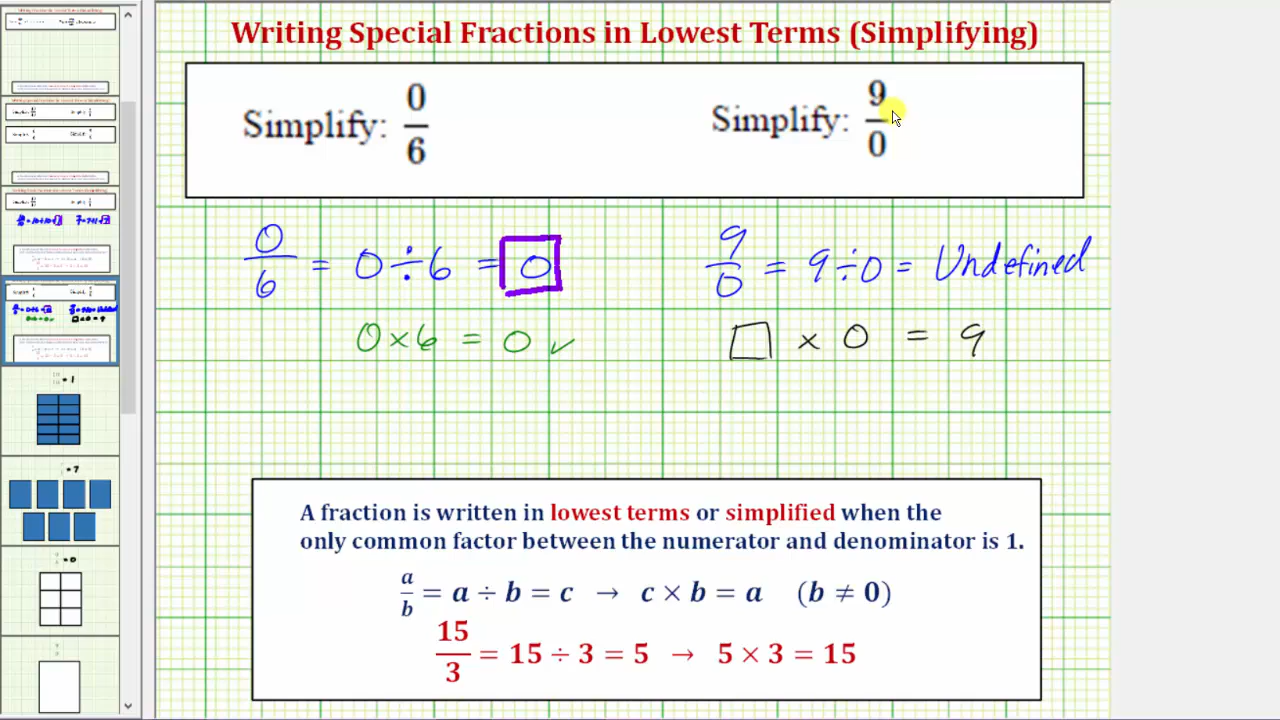 Writing Special Fractions in Lowest Terms (Simplifying)
Simplify: 0/6
Simplify: 9/0
0/6 = 0 ÷ 6 = 0
9/0 = 9 ÷ 0 = Undefined
0 × 6 = 0 ✓
□ × 0 = 9
A fraction is written in lowest terms or simplified when the
only common factor between the numerator and denominator is 1.
a/b = a ÷ b = c → c × b = a (b ≠ 0)
15/3 = 15 ÷ 3 = 5 → 5 × 3 = 15
= 1
= 7
= 0